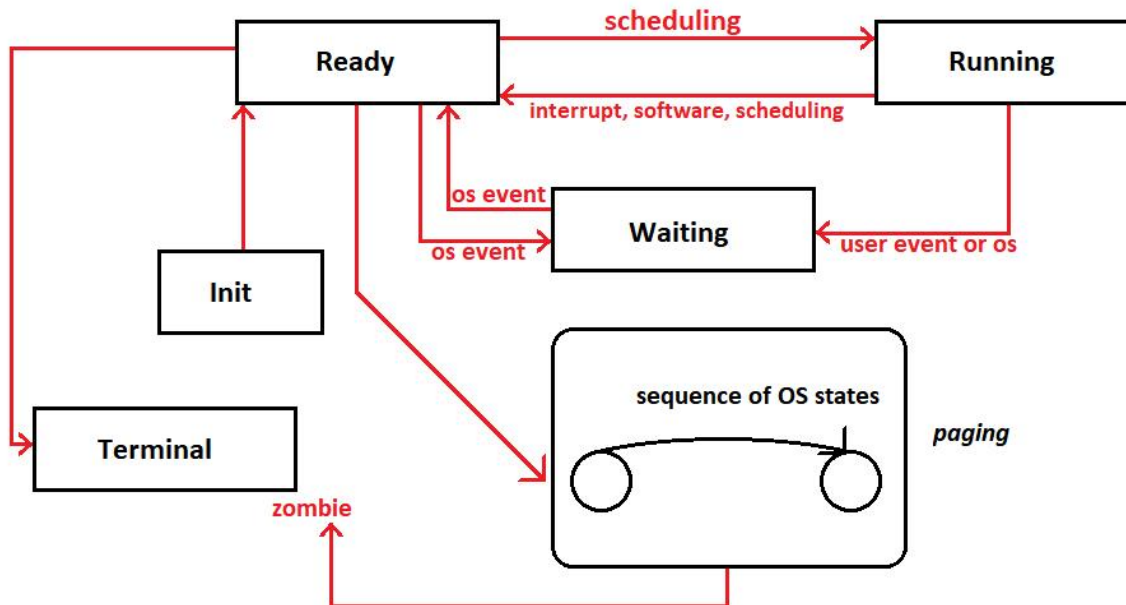 scheduling
Ready
Running
interrupt, software, scheduling
os event
Waiting
os event
user event or os
Init
sequence of OS states
paging
Terminal
zombie